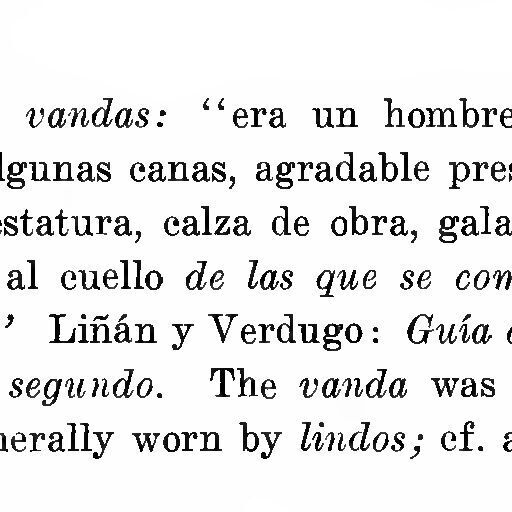 vandas: “era un hombre
lgunas canas, agradable pres
estatura, calza de obra, gala
al cuello de las que se com
’ Liñán y Verdugo: Guía
segundo. The vanda was
nerally worn by lindos; cf. a